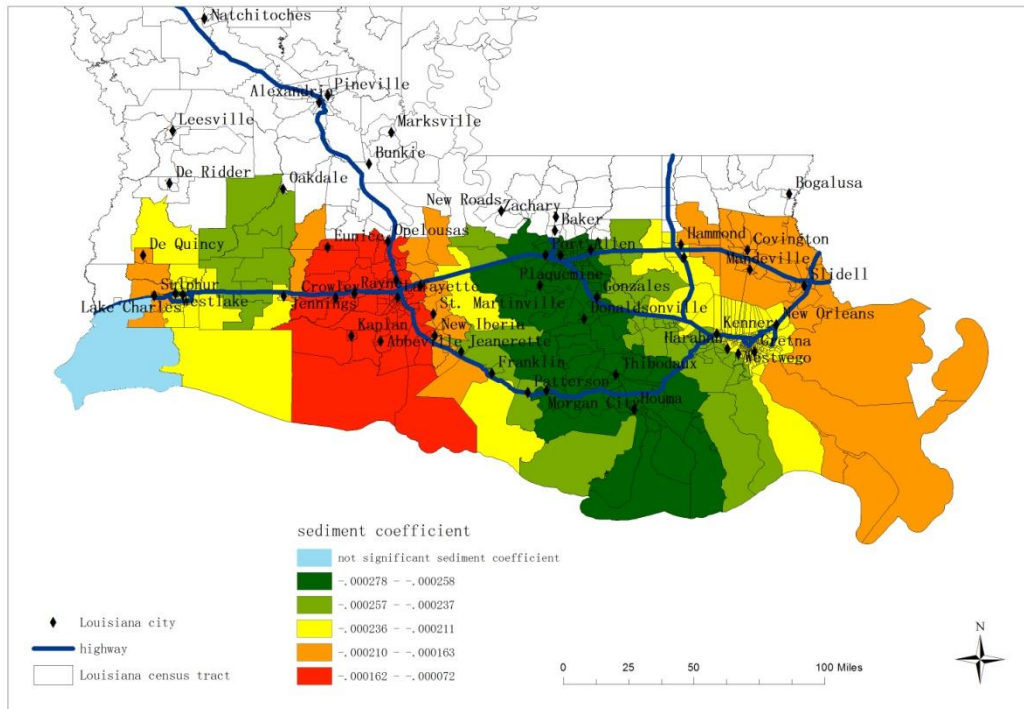 Natchitoches
Pineville
Alexandria
Leesville
Marksville
Bunkie
De Ridder
Oakdale
Bogalusa
New Roads
Zachary
Baker
Opelousas
Hammond
Covington
De Quincy
Eunice
Port Allen
Mandeville
Slidell
Plaquemine
Sulphur
Crowley
Rayne
Lafayette
Gonzales
Lake Charles
Westlake
Jennings
St. Martinville
Donaldsonville
New Orleans
Kaplan
New Iberia
Kenner
Harahan
Abbeville
Jeanerette
Gretna
Westwego
Franklin
Thibodaux
Patterson
Morgan City
Houma
sediment coefficient
not significant sediment coefficient
-.000278 - -.000258
-.000257 - -.000237
-.000236 - -.000211
-.000210 - -.000163
-.000162 - -.000072
Louisiana city
highway
Louisiana census tract
N
0 25 50 100 Miles